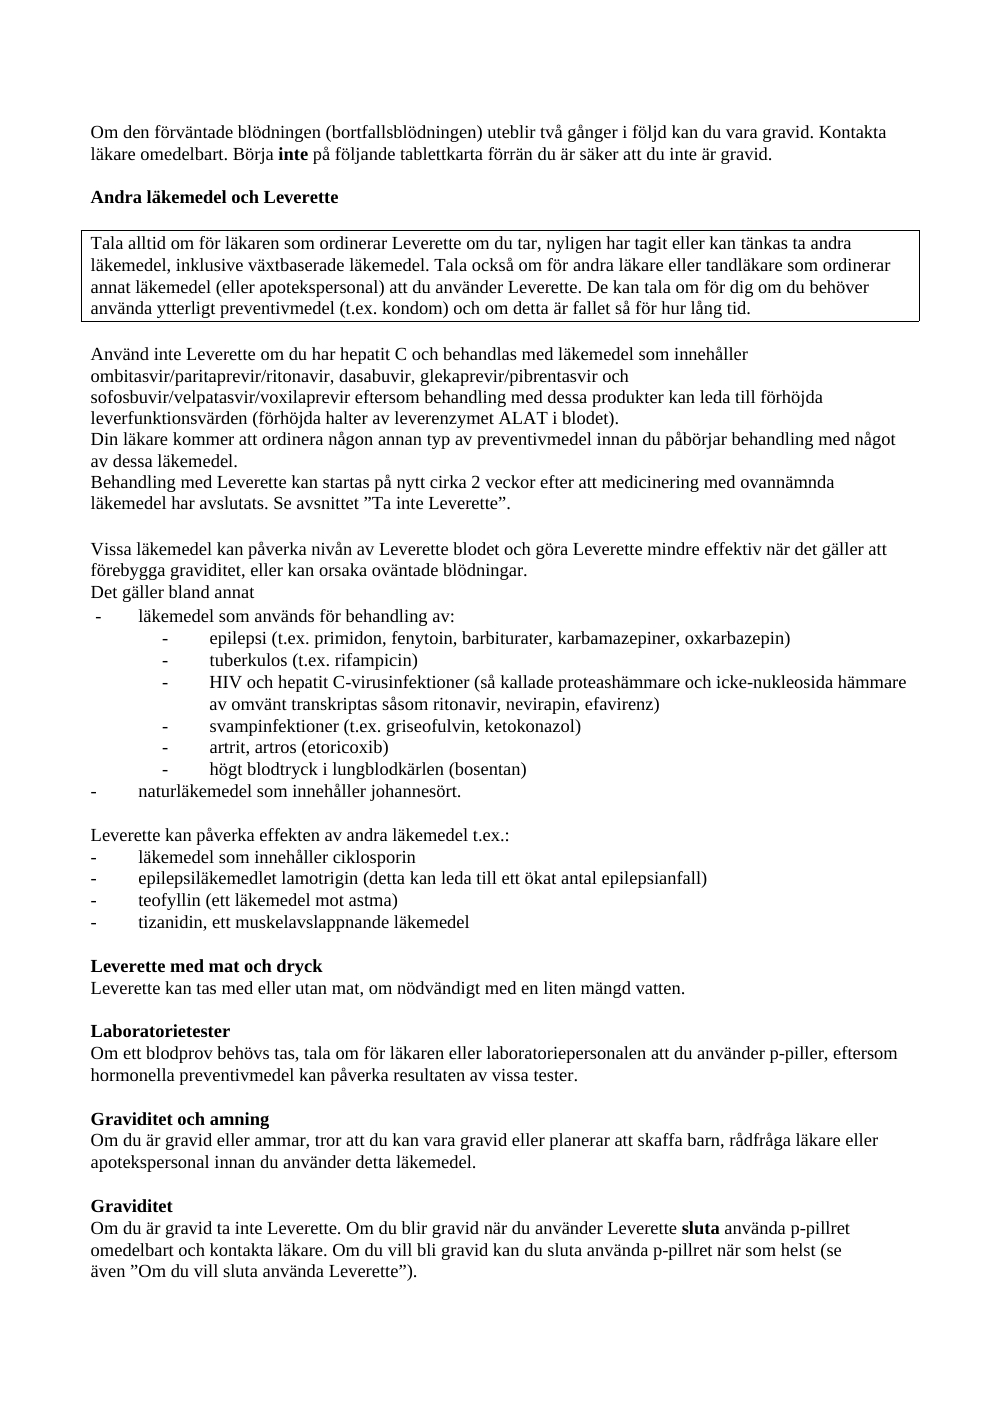 Om den förväntade blödningen (bortfallsblödningen) uteblir två gånger i följd kan du vara gravid. Kontakta
läkare omedelbart. Börja inte på följande tablettkarta förrän du är säker att du inte är gravid.
Andra läkemedel och Leverette
Tala alltid om för läkaren som ordinerar Leverette om du tar, nyligen har tagit eller kan tänkas ta andra
läkemedel, inklusive växtbaserade läkemedel. Tala också om för andra läkare eller tandläkare som ordinerar
annat läkemedel (eller apotekspersonal) att du använder Leverette. De kan tala om för dig om du behöver
använda ytterligt preventivmedel (t.ex. kondom) och om detta är fallet så för hur lång tid.
Använd inte Leverette om du har hepatit C och behandlas med läkemedel som innehåller
ombitasvir/paritaprevir/ritonavir, dasabuvir, glekaprevir/pibrentasvir och
sofosbuvir/velpatasvir/voxilaprevir eftersom behandling med dessa produkter kan leda till förhöjda
leverfunktionsvärden (förhöjda halter av leverenzymet ALAT i blodet).
Din läkare kommer att ordinera någon annan typ av preventivmedel innan du påbörjar behandling med något
av dessa läkemedel.
Behandling med Leverette kan startas på nytt cirka 2 veckor efter att medicinering med ovannämnda
läkemedel har avslutats. Se avsnittet ”Ta inte Leverette”.
Vissa läkemedel kan påverka nivån av Leverette blodet och göra Leverette mindre effektiv när det gäller att
förebygga graviditet, eller kan orsaka oväntade blödningar.
Det gäller bland annat
- läkemedel som används för behandling av:
- epilepsi (t.ex. primidon, fenytoin, barbiturater, karbamazepiner, oxkarbazepin)
- tuberkulos (t.ex. rifampicin)
- HIV och hepatit C-virusinfektioner (så kallade proteashämmare och icke-nukleosida hämmare
av omvänt transkriptas såsom ritonavir, nevirapin, efavirenz)
- svampinfektioner (t.ex. griseofulvin, ketokonazol)
- artrit, artros (etoricoxib)
- högt blodtryck i lungblodkärlen (bosentan)
- naturläkemedel som innehåller johannesört.
Leverette kan påverka effekten av andra läkemedel t.ex.:
- läkemedel som innehåller ciklosporin
- epilepsiläkemedlet lamotrigin (detta kan leda till ett ökat antal epilepsianfall)
- teofyllin (ett läkemedel mot astma)
- tizanidin, ett muskelavslappnande läkemedel
Leverette med mat och dryck
Leverette kan tas med eller utan mat, om nödvändigt med en liten mängd vatten.
Laboratorietester
Om ett blodprov behövs tas, tala om för läkaren eller laboratoriepersonalen att du använder p-piller, eftersom
hormonella preventivmedel kan påverka resultaten av vissa tester.
Graviditet och amning
Om du är gravid eller ammar, tror att du kan vara gravid eller planerar att skaffa barn, rådfråga läkare eller
apotekspersonal innan du använder detta läkemedel.
Graviditet
Om du är gravid ta inte Leverette. Om du blir gravid när du använder Leverette sluta använda p-pillret
omedelbart och kontakta läkare. Om du vill bli gravid kan du sluta använda p-pillret när som helst (se
även ”Om du vill sluta använda Leverette”).